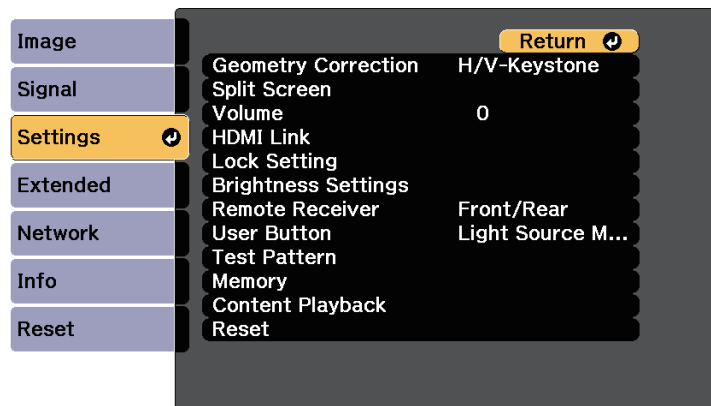 Image
Signal
Settings
Extended
Network
Info
Reset
Return
Geometry Correction H/V-Keystone
Split Screen
Volume 0
HDMI Link
Lock Setting
Brightness Settings
Remote Receiver Front/Rear
User Button Light Source M...
Test Pattern
Memory
Content Playback
Reset